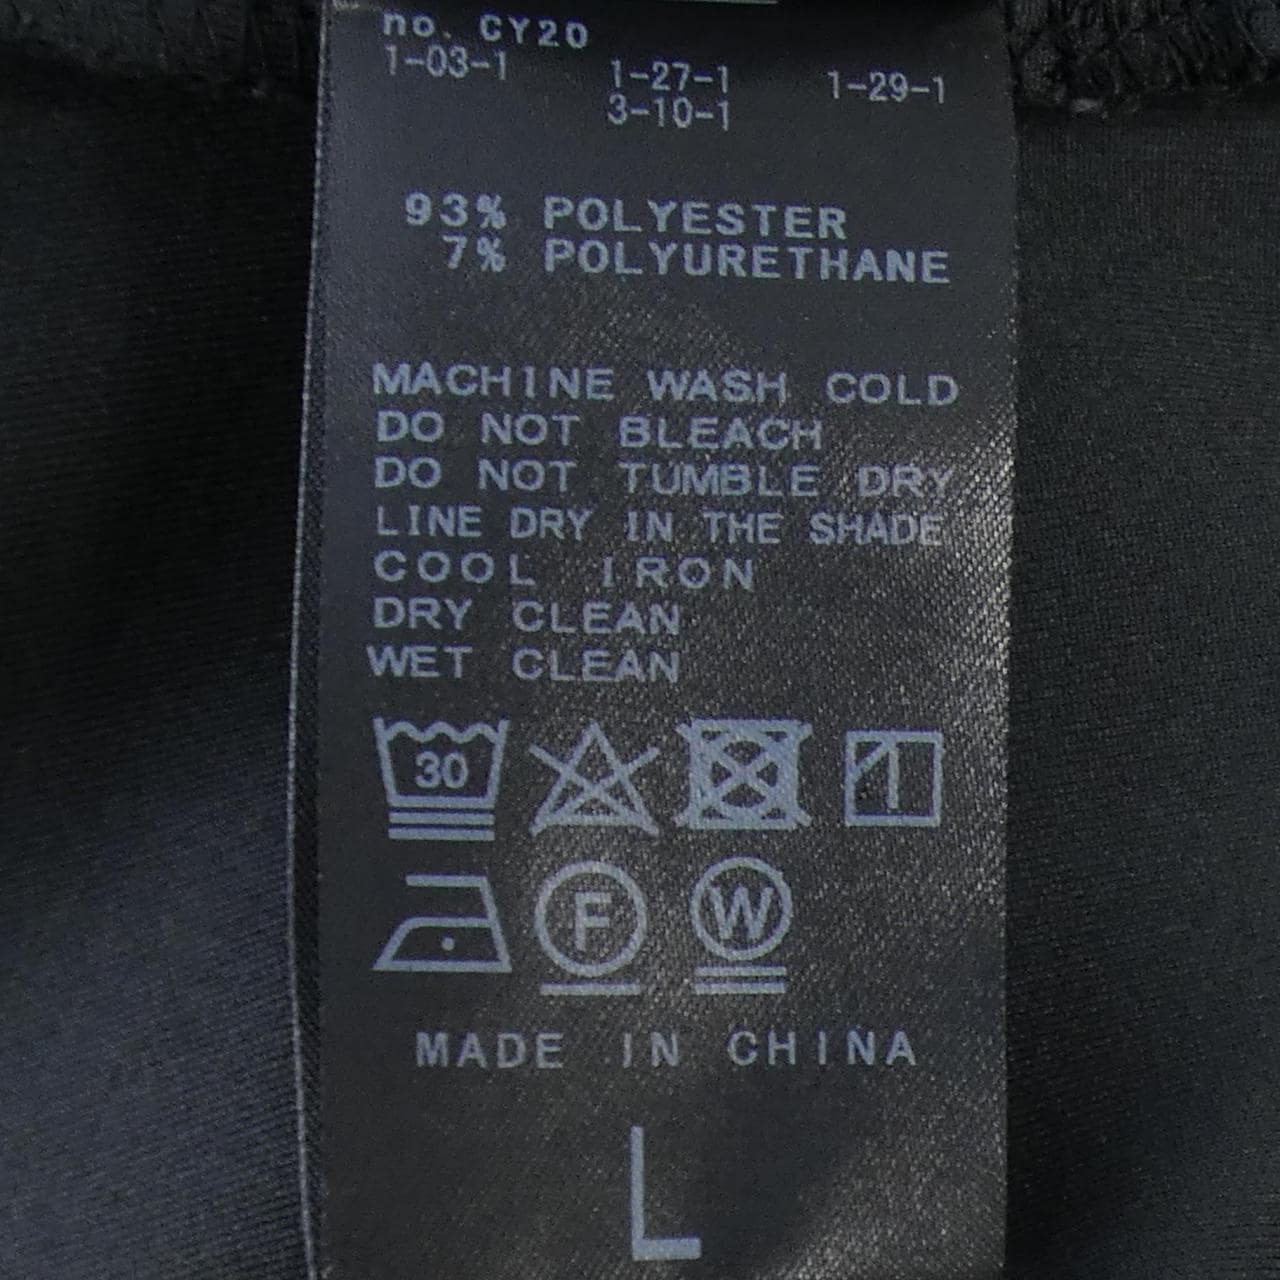 no. CY20
1-03-1 1-27-1 1-29-1
3-10-1
93% POLYESTER
7% POLYURETHANE
MACHINE WASH COLD
DO NOT BLEACH
DO NOT TUMBLE DRY
LINE DRY IN THE SHADE
COOL IRON
DRY CLEAN
WET CLEAN
30
F W
MADE IN CHINA
L